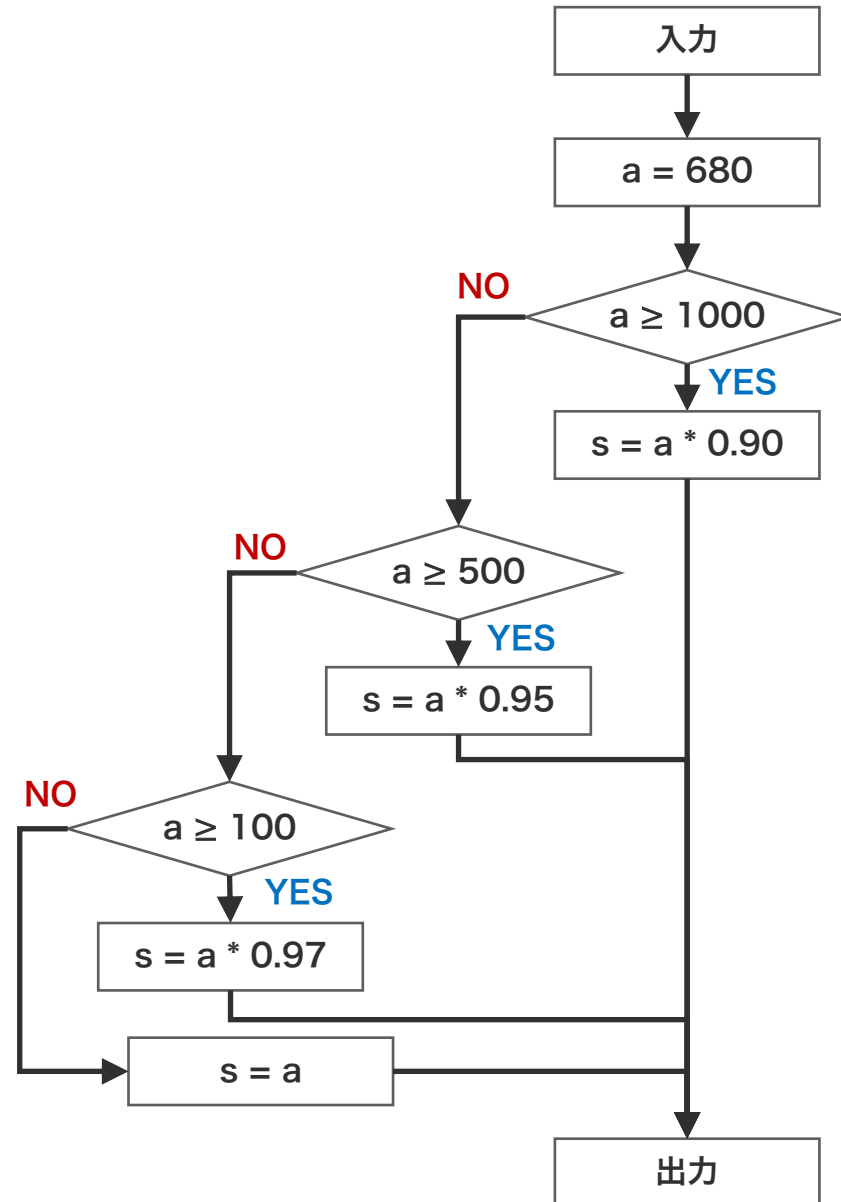 入力
a = 680
a ≥ 1000
NO
YES
s = a * 0.90
a ≥ 500
NO
YES
s = a * 0.95
a ≥ 100
NO
YES
s = a * 0.97
s = a
出力